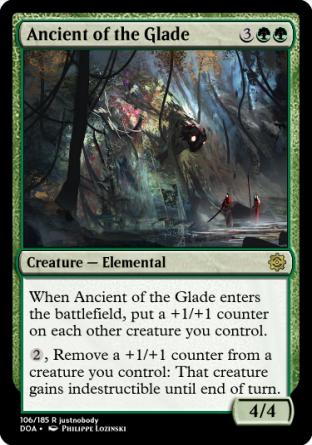 Ancient of the Glade 3
Creature — Elemental
When Ancient of the Glade enters
the battlefield, put a +1/+1 counter
on each other creature you control.
2, Remove a +1/+1 counter from a
creature you control: That creature
gains indestructible until end of turn.
4/4
106/185 R justnobody
DOA • Philippe Lozinski